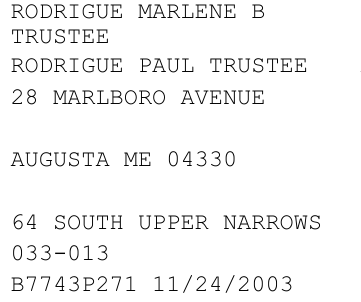 RODRIGUE MARLENE B
TRUSTEE
RODRIGUE PAUL TRUSTEE
28 MARLBORO AVENUE
AUGUSTA ME 04330
64 SOUTH UPPER NARROWS
033-013
B7743P271 11/24/2003